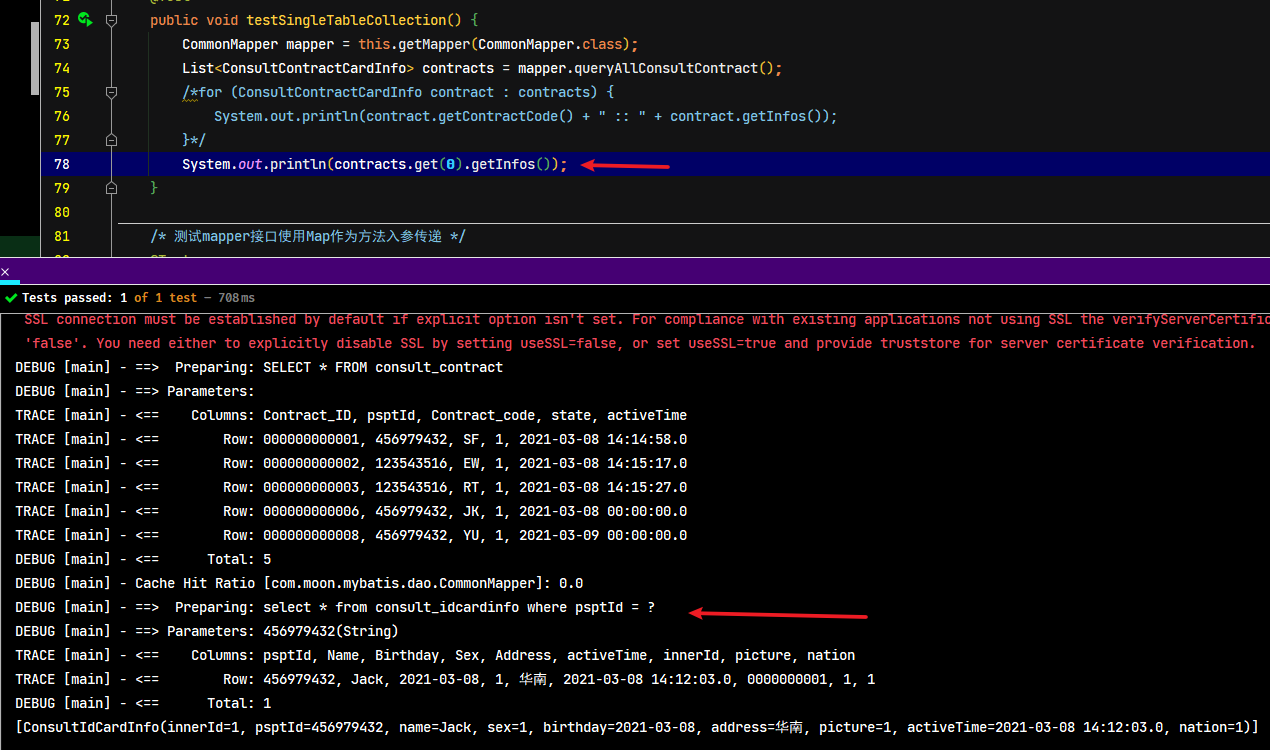 72 public void testSingleTableCollection() {
73 CommonMapper mapper = this.getMapper(CommonMapper.class);
74 List<ConsultContractCardInfo> contracts = mapper.queryAllConsultContract();
75 /*for (ConsultContractCardInfo contract : contracts) {
76 System.out.println(contract.getContractCode() + " :: " + contract.getInfos());
77 }*/
78 System.out.println(contracts.get(0).getInfos());
79 }
80
81 /* 测试mapper接口使用Map作为方法入参传递 */
Tests passed: 1 of 1 test – 708 ms
SSL connection must be established by default if explicit option isn't set. For compliance with existing applications not using SSL the
'false'. You need either to explicitly disable SSL by setting useSSL=false, or set useSSL=true and provide truststore for server certificate verification.
DEBUG [main] - ==>  Preparing: SELECT * FROM consult_contract
DEBUG [main] - ==> Parameters:
TRACE [main] - <==    Columns: Contract_ID, psptId, Contract_code, state, activeTime
TRACE [main] - <==        Row: 000000000001, 456979432, SF, 1, 2021-03-08 14:14:58.0
TRACE [main] - <==        Row: 000000000002, 123543516, EW, 1, 2021-03-08 14:15:17.0
TRACE [main] - <==        Row: 000000000003, 123543516, RT, 1, 2021-03-08 14:15:27.0
TRACE [main] - <==        Row: 000000000006, 456979432, JK, 1, 2021-03-08 00:00:00.0
TRACE [main] - <==        Row: 000000000008, 456979432, YU, 1, 2021-03-09 00:00:00.0
DEBUG [main] - <==      Total: 5
DEBUG [main] - Cache Hit Ratio [com.moon.mybatis.dao.CommonMapper]: 0.0
DEBUG [main] - ==>  Preparing: select * from consult_idcardinfo where psptId = ?
DEBUG [main] - ==> Parameters: 456979432(String)
TRACE [main] - <==    Columns: psptId, Name, Birthday, Sex, Address, activeTime, innerId, picture, nation
TRACE [main] - <==        Row: 456979432, Jack, 2021-03-08, 1, 华南, 2021-03-08 14:12:03.0, 0000000001, 1, 1
DEBUG [main] - <==      Total: 1
[ConsultIdCardInfo(innerId=1, psptId=456979432, name=Jack, sex=1, birthday=2021-03-08, address=华南, picture=1, activeTime=2021-03-08 14:12:03.0, nation=1)]